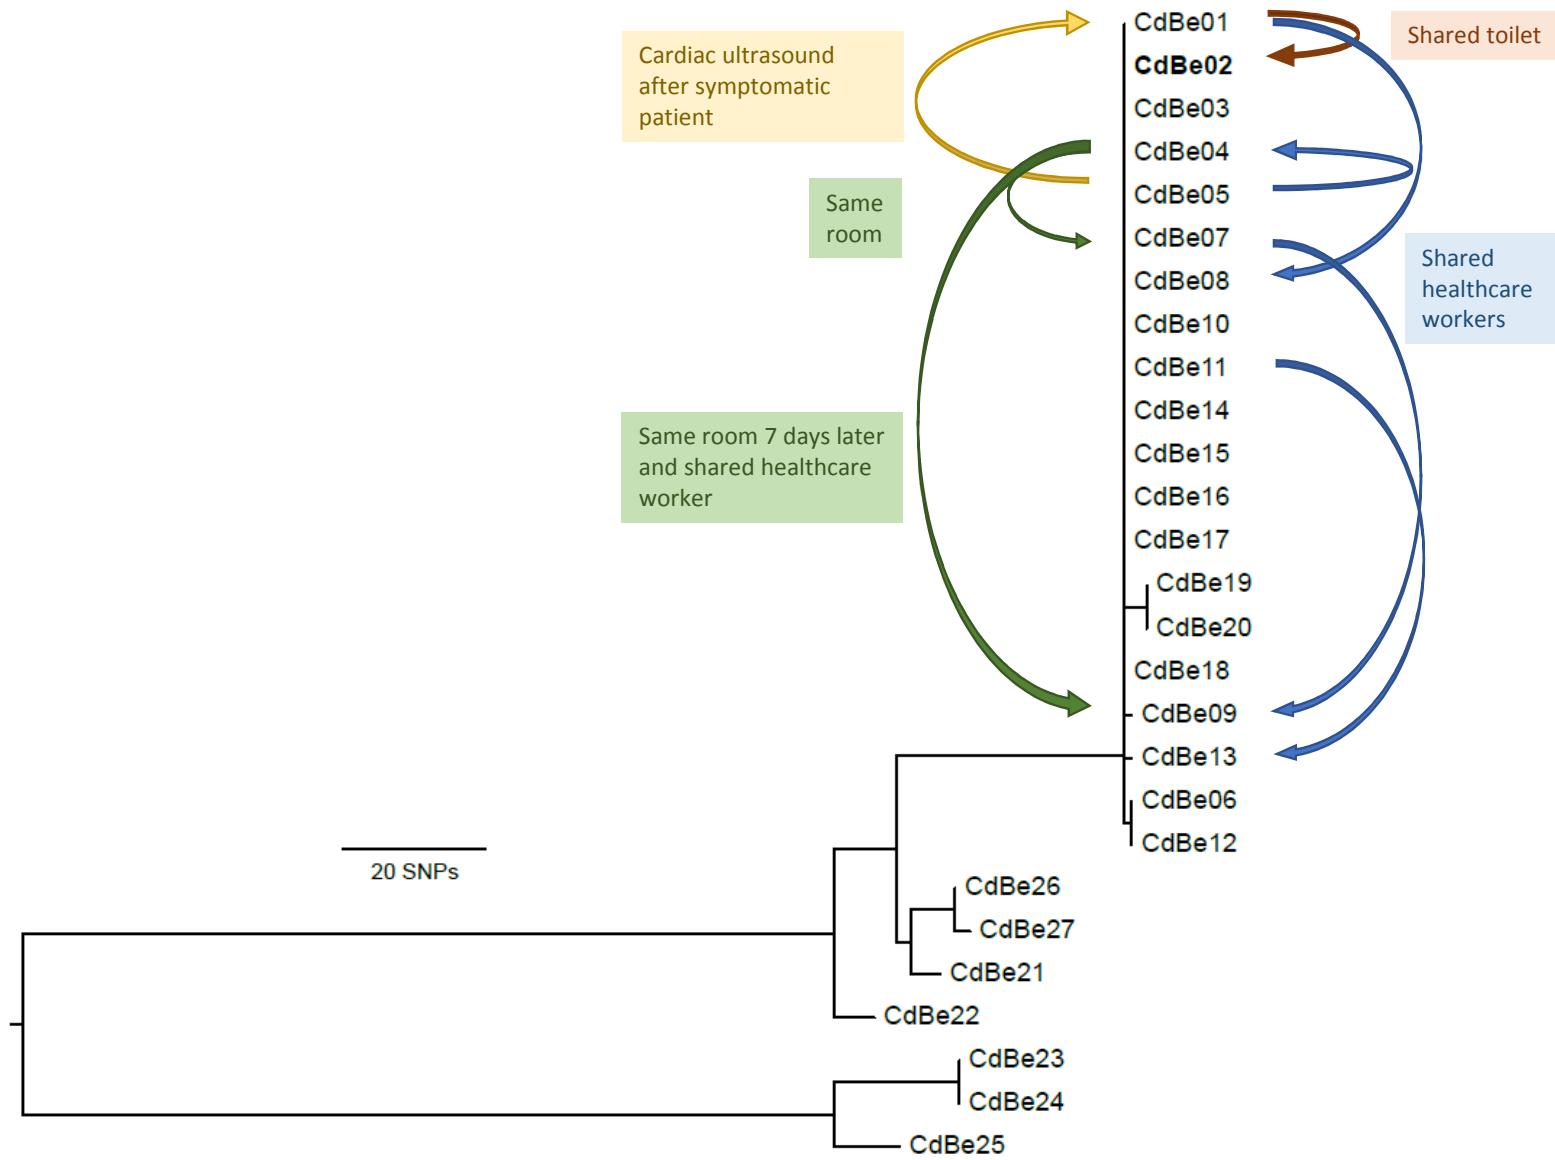 Cardiac ultrasound
after symptomatic
patient
Same
room
Same room 7 days later
and shared healthcare
worker
Shared toilet
Shared
healthcare
workers
CdBe01
CdBe02
CdBe03
CdBe04
CdBe05
CdBe07
CdBe08
CdBe10
CdBe11
CdBe14
CdBe15
CdBe16
CdBe17
CdBe19
CdBe20
CdBe18
CdBe09
CdBe13
CdBe06
CdBe12
CdBe26
CdBe27
CdBe21
CdBe22
CdBe23
CdBe24
CdBe25
20 SNPs